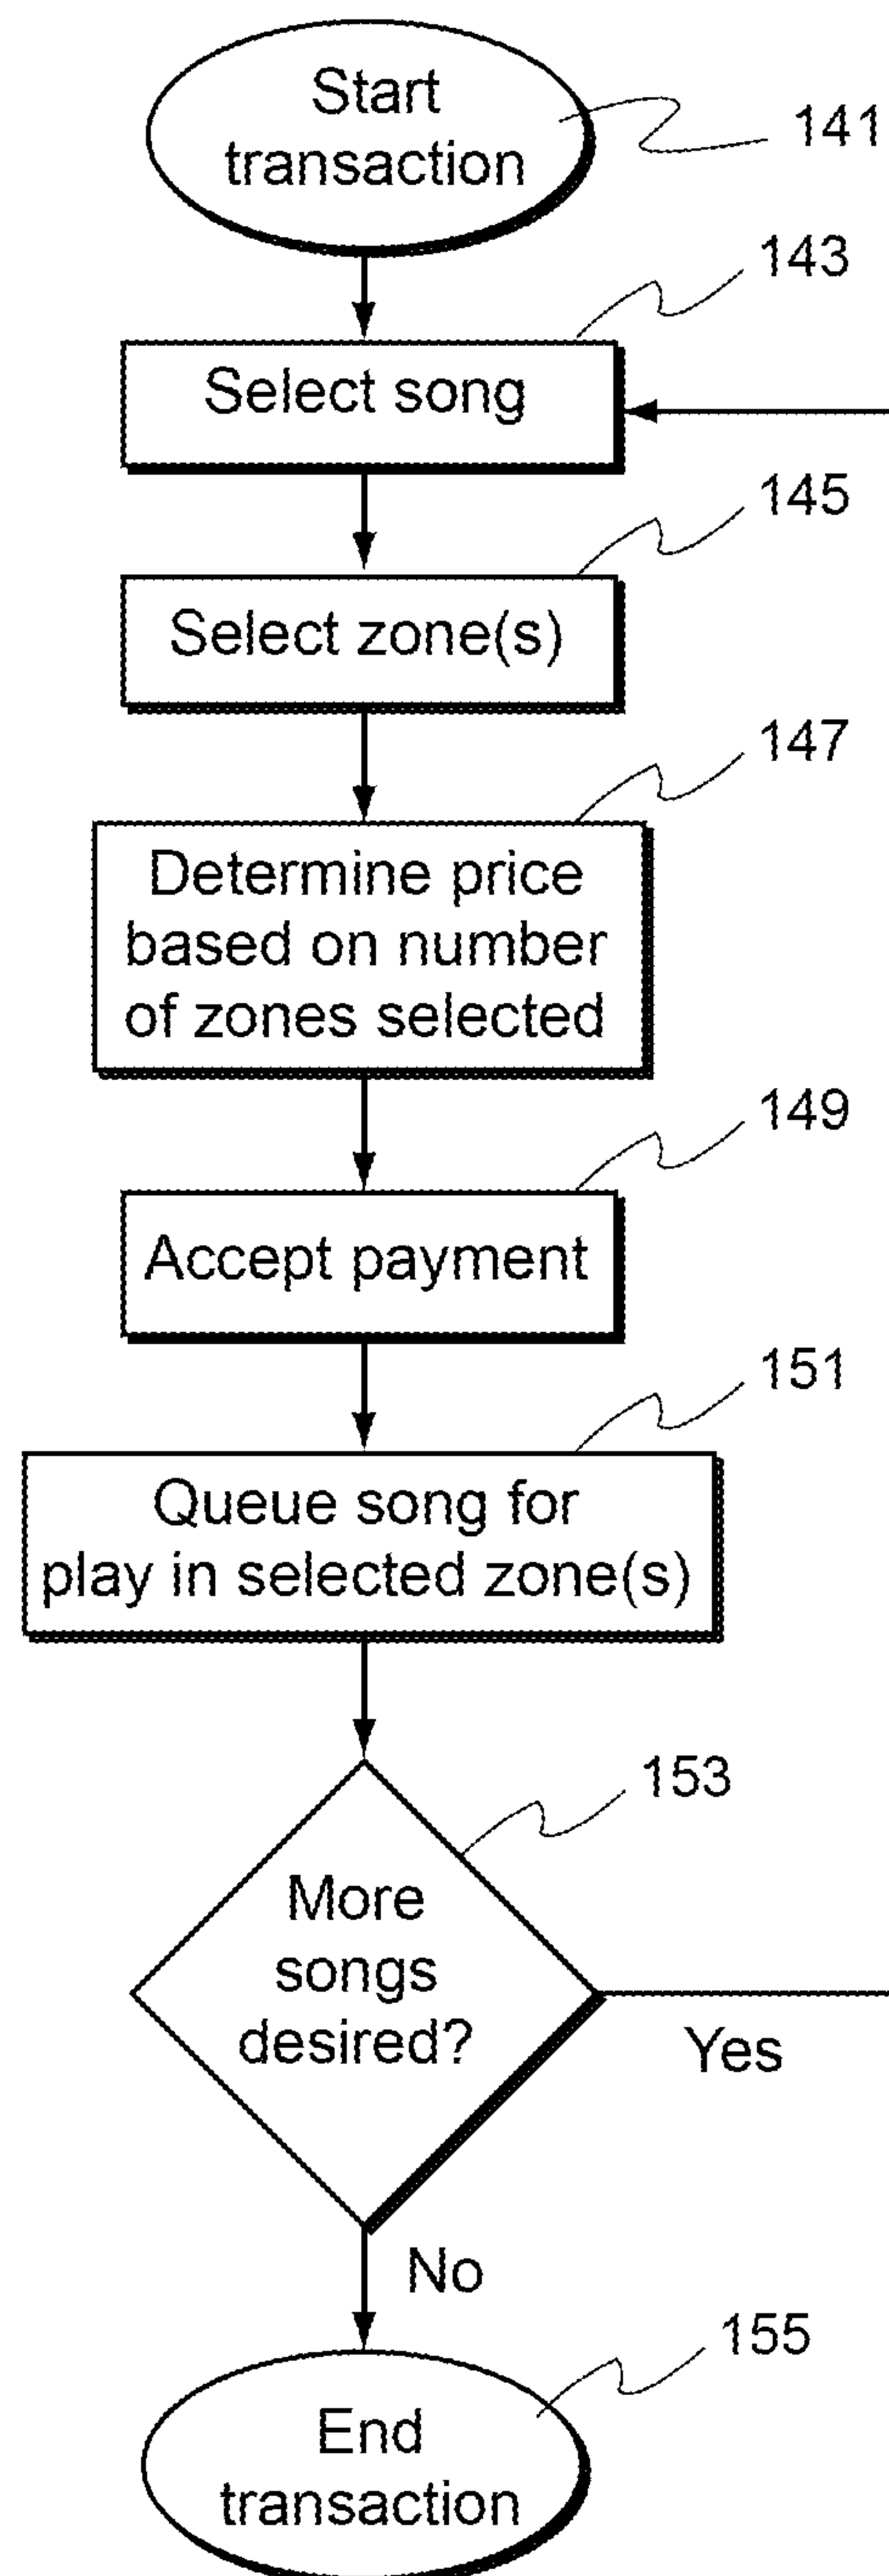 Start
transaction
141
143
Select song
145
Select zone(s)
147
Determine price
based on number
of zones selected
149
Accept payment
151
Queue song for
play in selected zone(s)
153
More
songs
desired?
Yes
No
155
End
transaction